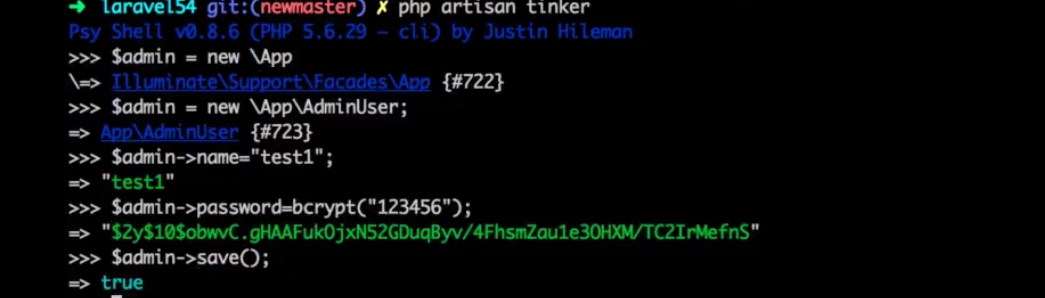 ➜ laravel54 git:(newmaster) ✗ php artisan tinker
Psy Shell v0.8.6 (PHP 5.6.29 – cli) by Justin Hileman
>>> $admin = new \App
\=> Illuminate\Support\Facades\App {#722}
>>> $admin = new \App\AdminUser;
=> App\AdminUser {#723}
>>> $admin->name="test1";
=> "test1"
>>> $admin->password=bcrypt("123456");
=> "$2y$10$obwvC.gHAAFukOjxN52GDuqByv/4FhsmZau1e3OHXM/TC2IrMefnS"
>>> $admin->save();
=> true